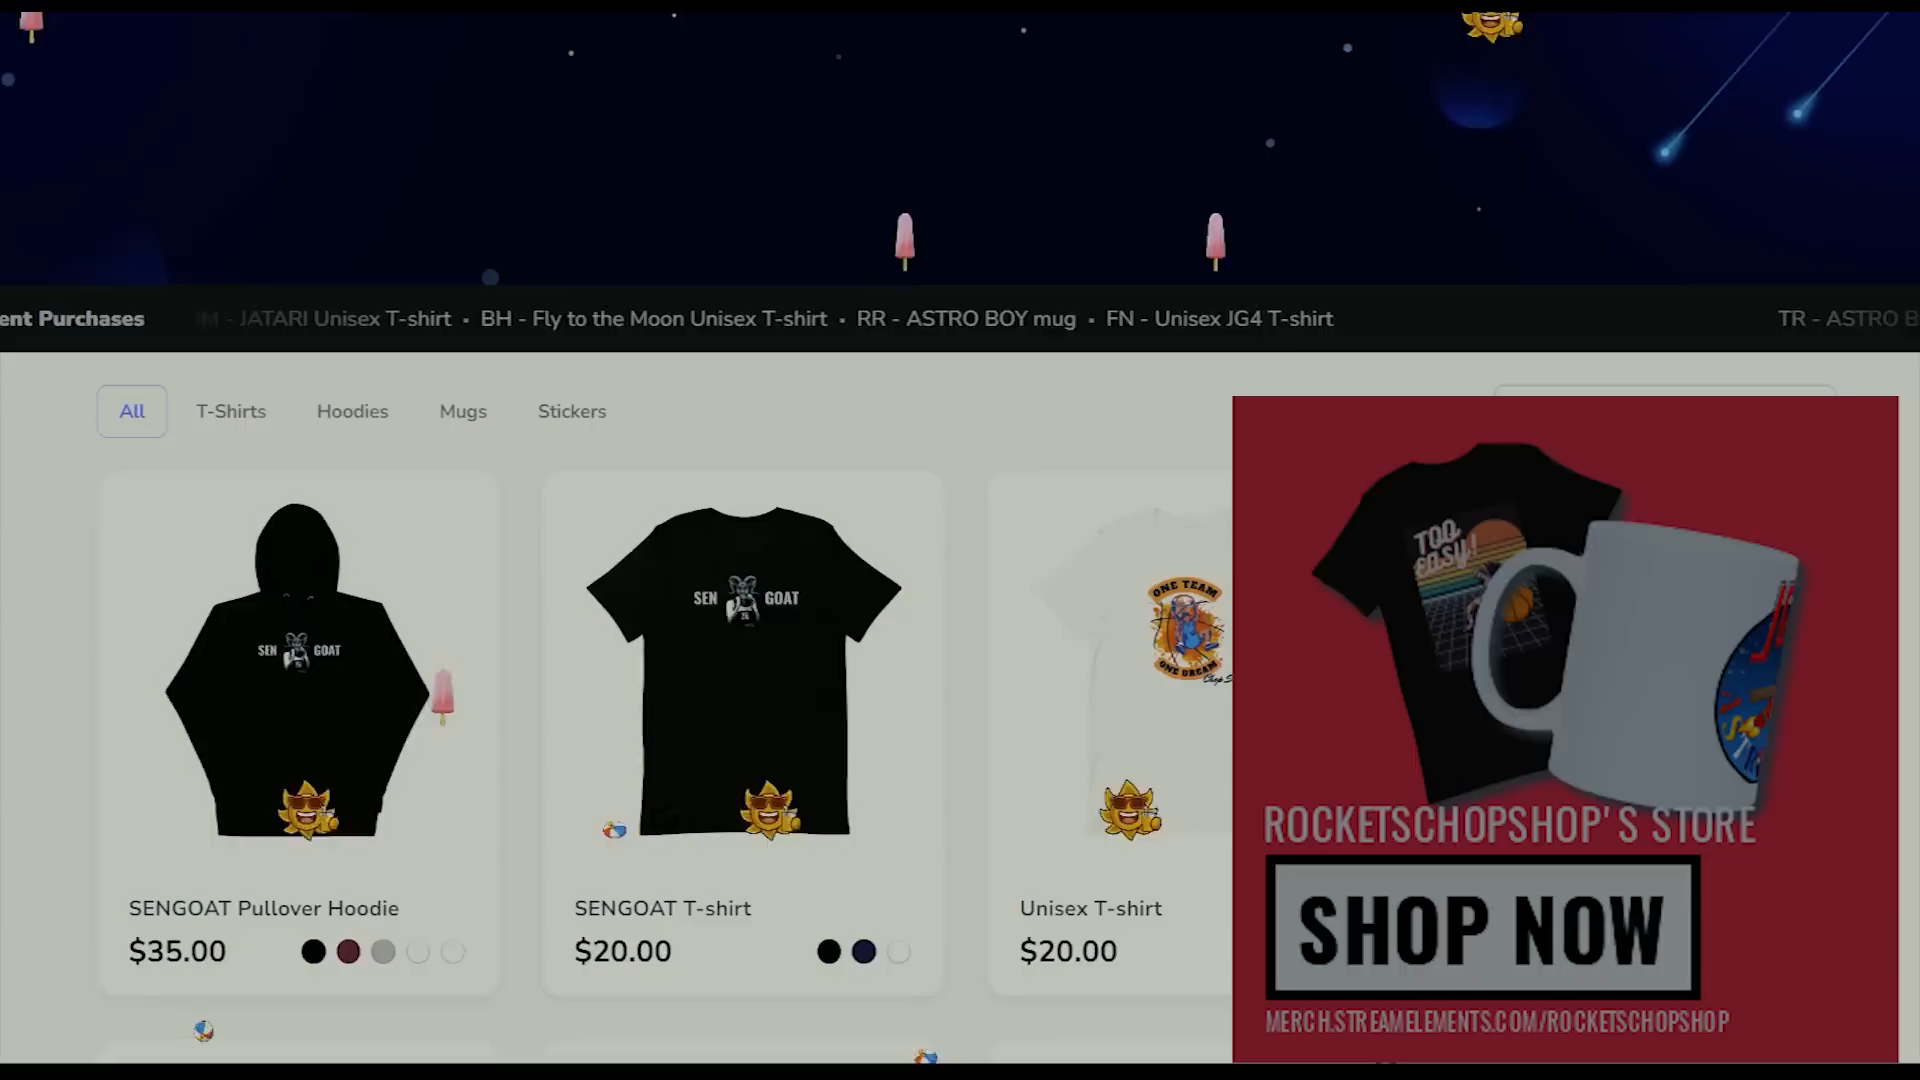 ent Purchases
M - JATARI Unisex T-shirt • BH - Fly to the Moon Unisex T-shirt • RR - ASTRO BOY mug • FN - Unisex JG4 T-shirt
TR - ASTRO B
All
T-Shirts
Hoodies
Mugs
Stickers
SEN GOAT
SEN GOAT
26
ONE TEAM
ONE DREAM
TOO
EASY!
SENGOAT Pullover Hoodie
$35.00
SENGOAT T-shirt
$20.00
Unisex T-shirt
$20.00
ROCKETSCHOPSHOP'S STORE
SHOP NOW
MERCH.STREAMELEMENTS.COM/ROCKETSCHOPSHOP